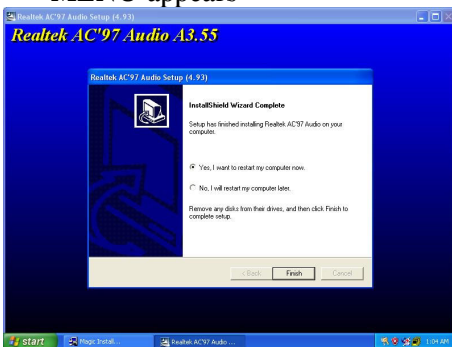 Realtek AC'97 Audio Setup (4.93)
Realtek AC'97 Audio A3.55
Realtek AC'97 Audio Setup (4.93)
InstallShield Wizard Complete
Setup has finished installing Realtek AC'97 Audio on your
computer.
Yes, I want to restart my computer now.
No, I will restart my computer later.
Remove any disks from their drives, and then click Finish to
complete setup.
< Back Finish Cancel
start Magic Install... Realtek AC'97 Audio ... 1:04 AM